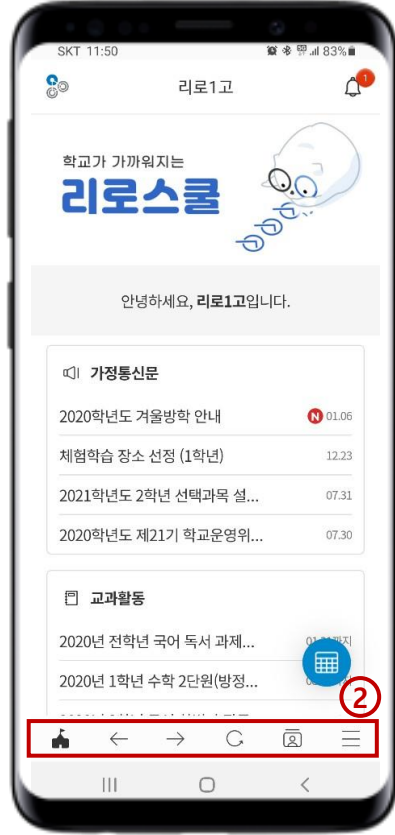 SKT 11:50 83%
리로1고
1
학교가 가까워지는
리로스쿨
안녕하세요, 리로1고입니다.
가정통신문
2020학년도 겨울방학 안내 N 01.06
체험학습 장소 선정 (1학년) 12.23
2021학년도 2학년 선택과목 설... 07.31
2020학년도 제21기 학교운영위... 07.30
교과활동
2020년 전학년 국어 독서 과제...
2020년 1학년 수학 2단원(방정...
2